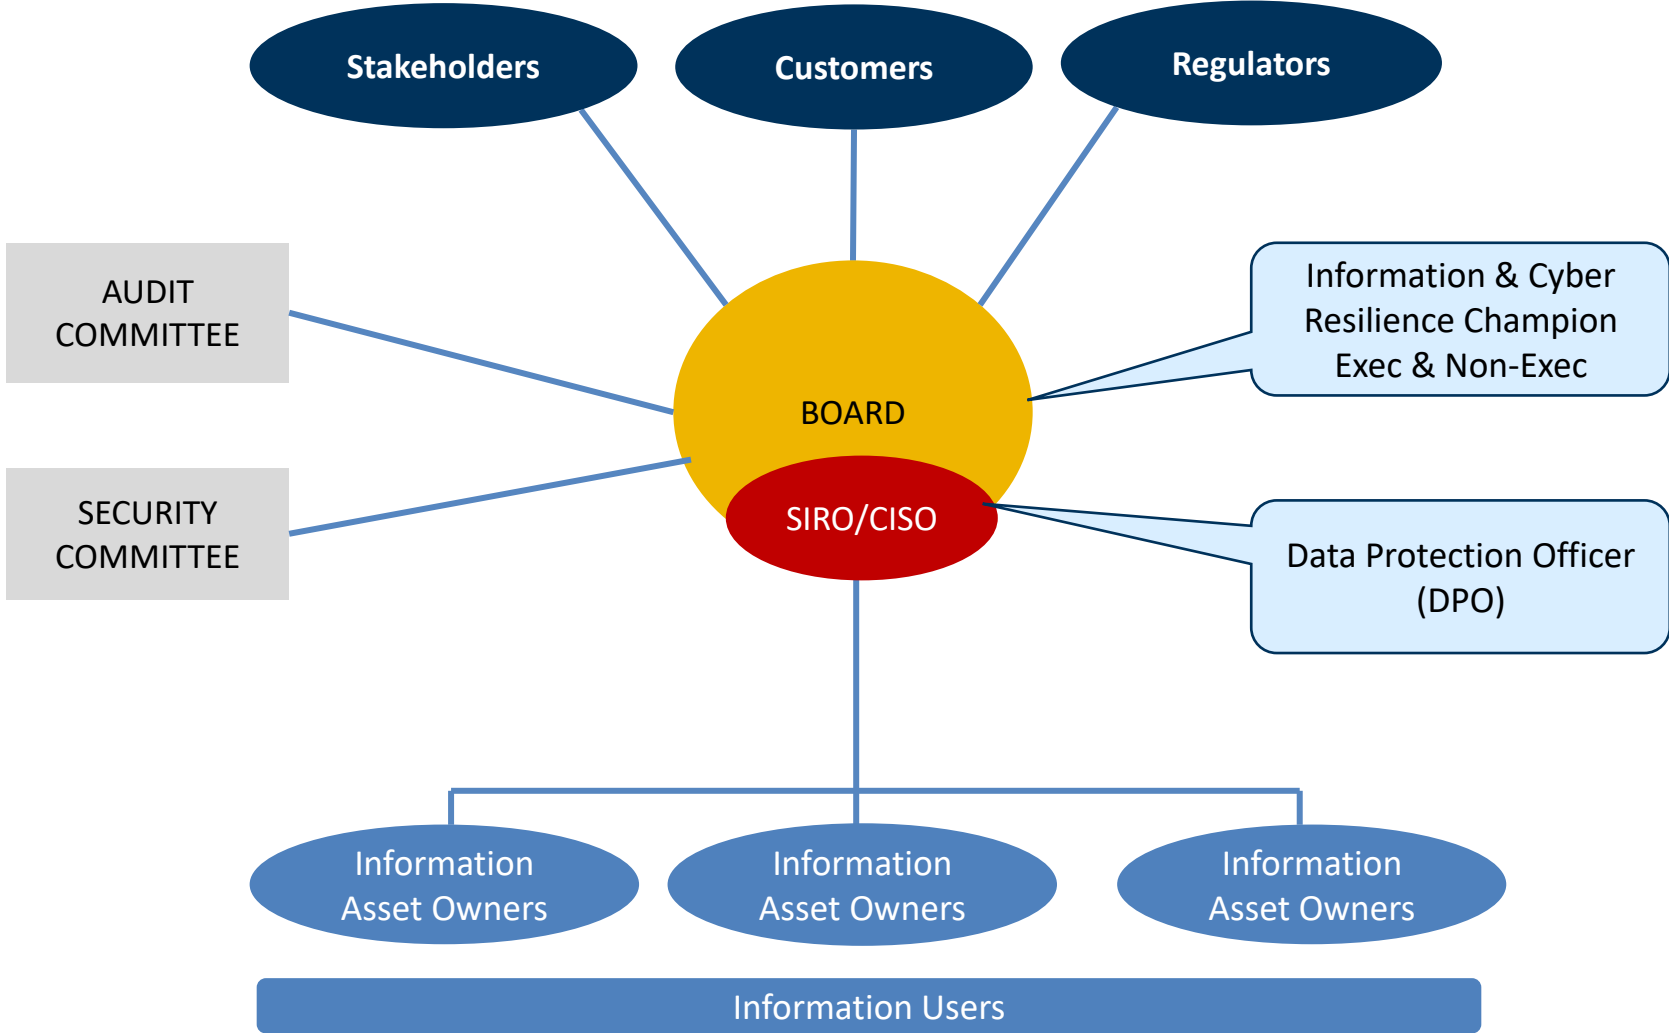 Stakeholders
Customers
Regulators
AUDIT
COMMITTEE
Information & Cyber
Resilience Champion
Exec & Non-Exec
BOARD
SECURITY
COMMITTEE
SIRO/CISO
Data Protection Officer
(DPO)
Information
Asset Owners
Information
Asset Owners
Information
Asset Owners
Information Users